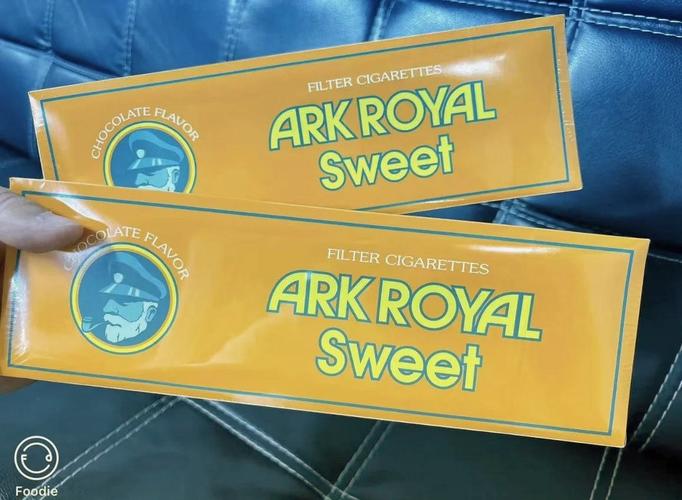 FILTER CIGARETTES
CHOCOLATE FLAVOR
ARK ROYAL
Sweet
FILTER CIGARETTES
CHOCOLATE FLAVOR
ARK ROYAL
Sweet
Foodie